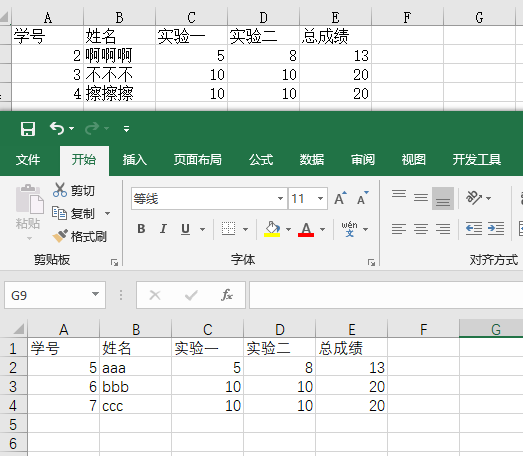 A B C D E F G
学号 姓名 实验一 实验二 总成绩
2 啊啊啊 5 8 13
3 不不不 10 10 20
4 擦擦擦 10 10 20
文件 开始 插入 页面布局 公式 数据 审阅 视图 开发工具
粘贴 剪切 复制 格式刷
等线 11 A A
B I U A wén 文
剪贴板 字体 对齐方式
G9 fx
A B C D E F G
1 学号 姓名 实验一 实验二 总成绩
2 5 aaa 5 8 13
3 6 bbb 10 10 20
4 7 ccc 10 10 20
5
6